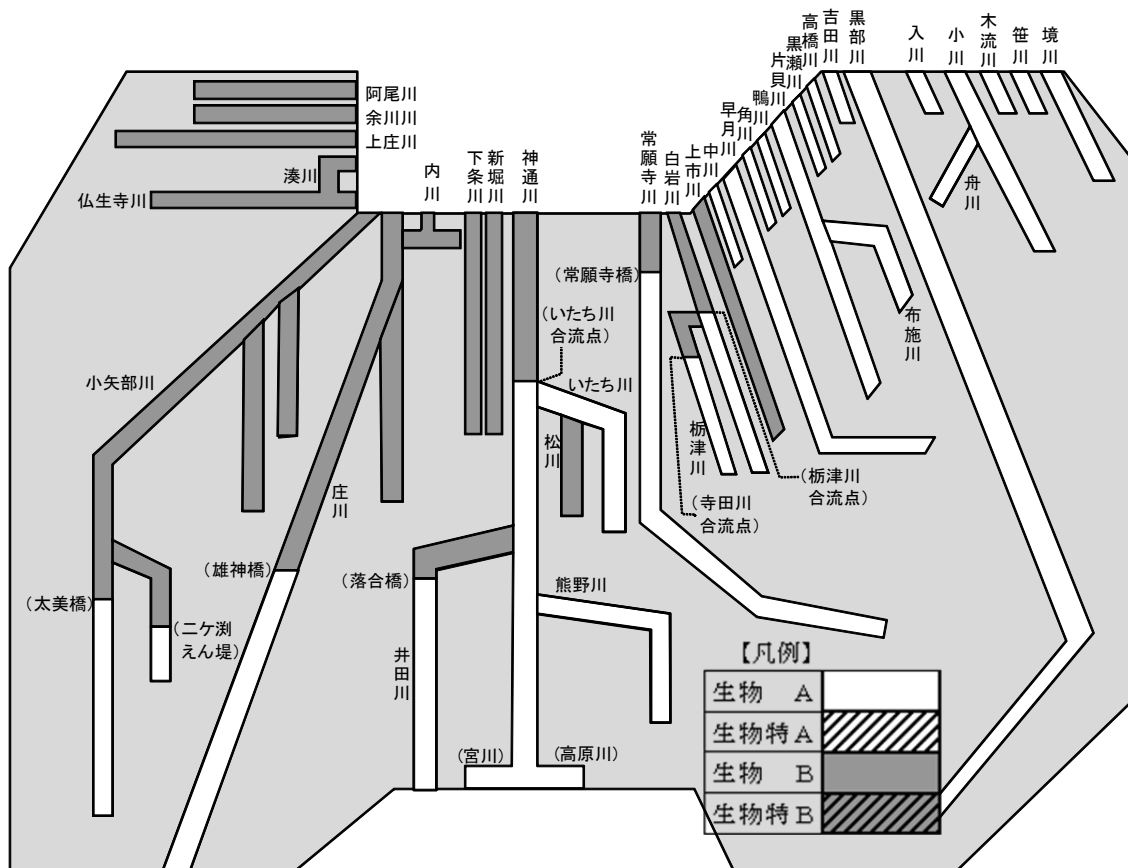 阿尾川
余川川
上庄川
湊川
仏生寺川
内川
下条川
新堀川
神通川
常願寺川
白岩川
上市川
中川
早月川
角川
鴨川
片貝川
黒瀬川
高橋川
吉田川
黒部川
入川
小川
木流川
笹川
境川
舟川
布施川
(常願寺橋)
(いたち川
合流点)
いたち川
松川
栃津川
(栃津川
合流点)
(寺田川
合流点)
小矢部川
庄川
(雄神橋)
(太美橋)
(二ケ渕
えん堤)
(落合橋)
井田川
熊野川
(宮川)
(高原川)
【凡例】
生物 A
生物特A
生物 B
生物特B